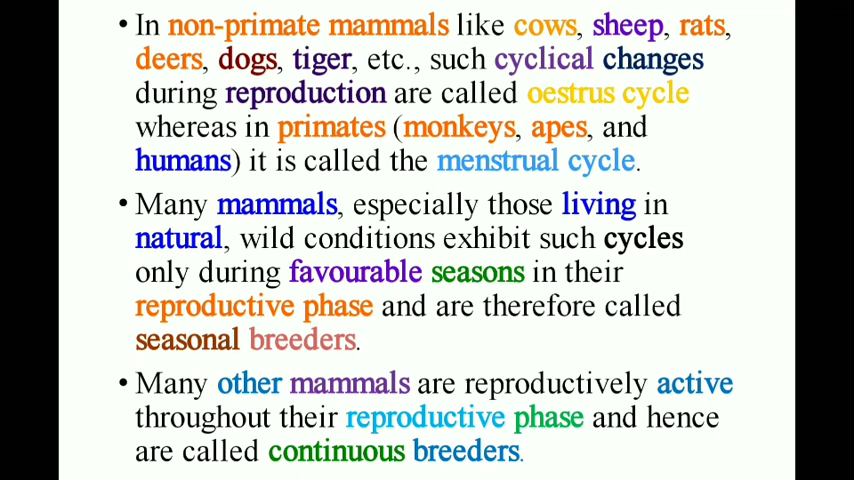 • In non-primate mammals like cows, sheep, rats,
deers, dogs, tiger, etc., such cyclical changes
during reproduction are called oestrus cycle
whereas in primates (monkeys, apes, and
humans) it is called the menstrual cycle.
• Many mammals, especially those living in
natural, wild conditions exhibit such cycles
only during favourable seasons in their
reproductive phase and are therefore called
seasonal breeders.
• Many other mammals are reproductively active
throughout their reproductive phase and hence
are called continuous breeders.